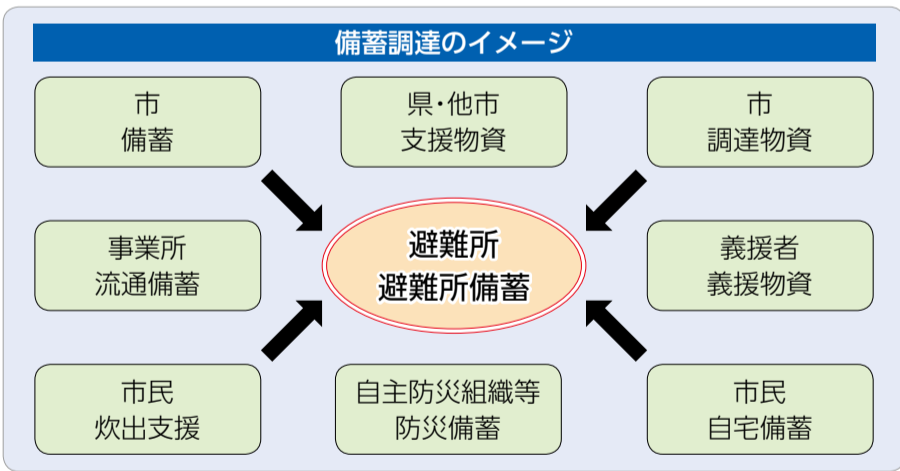 備蓄調達のイメージ
市
備蓄
県・他市
支援物資
市
調達物資
事業所
流通備蓄
避難所
避難所備蓄
義援者
義援物資
市民
炊出支援
自主防災組織等
防災備蓄
市民
自宅備蓄